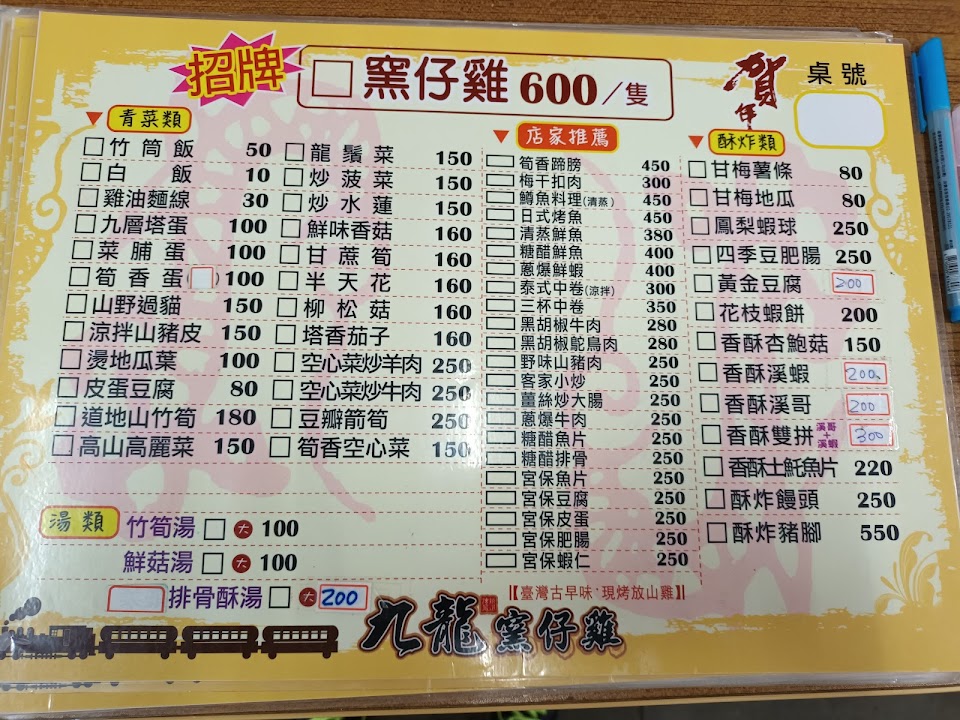 招牌 窯仔雞 600/隻
賀
桌號
青菜類
竹筒飯 50
白飯 10
雞油麵線 30
九層塔蛋 100
菜脯蛋 100
筍香蛋( ) 100
山野過貓 150
涼拌山豬皮 150
燙地瓜葉 100
皮蛋豆腐 80
道地山竹筍 180
高山高麗菜 150
龍鬚菜 150
炒菠菜 150
炒水蓮 150
鮮味香菇 160
甘蔗筍 160
半天花 160
柳松菇 160
塔香茄子 160
空心菜炒羊肉 250
空心菜炒牛肉 250
豆瓣箭筍 250
筍香空心菜 150
店家推薦
筍香蹄膀 450
梅干扣肉 300
鱒魚料理(清蒸) 450
日式烤魚 450
清蒸鮮魚 380
糖醋鮮魚 400
蔥爆鮮蝦 400
泰式中卷(涼拌) 300
三杯中卷 350
黑胡椒牛肉 280
黑胡椒鴕鳥肉 280
野味山豬肉 250
客家小炒 250
薑絲炒大腸 250
蔥爆牛肉 250
糖醋魚片 250
糖醋排骨 250
宮保魚片 250
宮保豆腐 250
宮保皮蛋 250
宮保肥腸 250
宮保蝦仁 250
酥炸類
甘梅薯條 80
甘梅地瓜 80
鳳梨蝦球 250
四季豆肥腸 250
黃金豆腐 200
花枝蝦餅 200
香酥杏鮑菇 150
香酥溪蝦 200
香酥溪哥 200
香酥雙拼 溪哥+溪蝦 300
香酥土魠魚片 220
酥炸饅頭 250
酥炸豬腳 550
湯類
竹筍湯 大 100
鮮菇湯 大 100
排骨酥湯 大 200
【臺灣古早味·現烤放山雞】
九龍窯仔雞